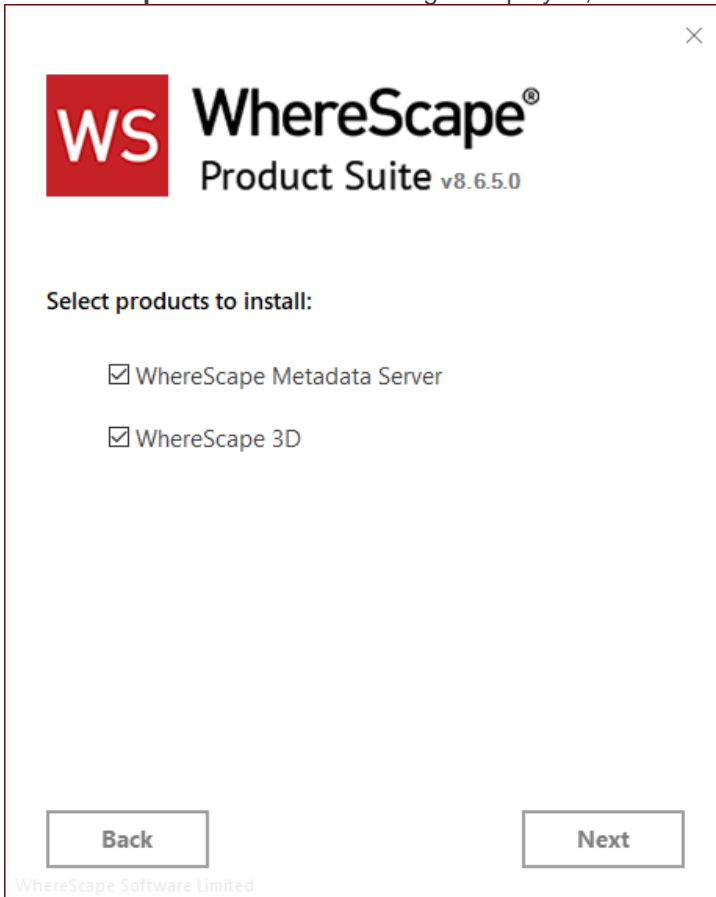 WS WhereScape®
Product Suite v8.6.5.0
Select products to install:
WhereScape Metadata Server
WhereScape 3D
Back Next
WhereScape Software Limited